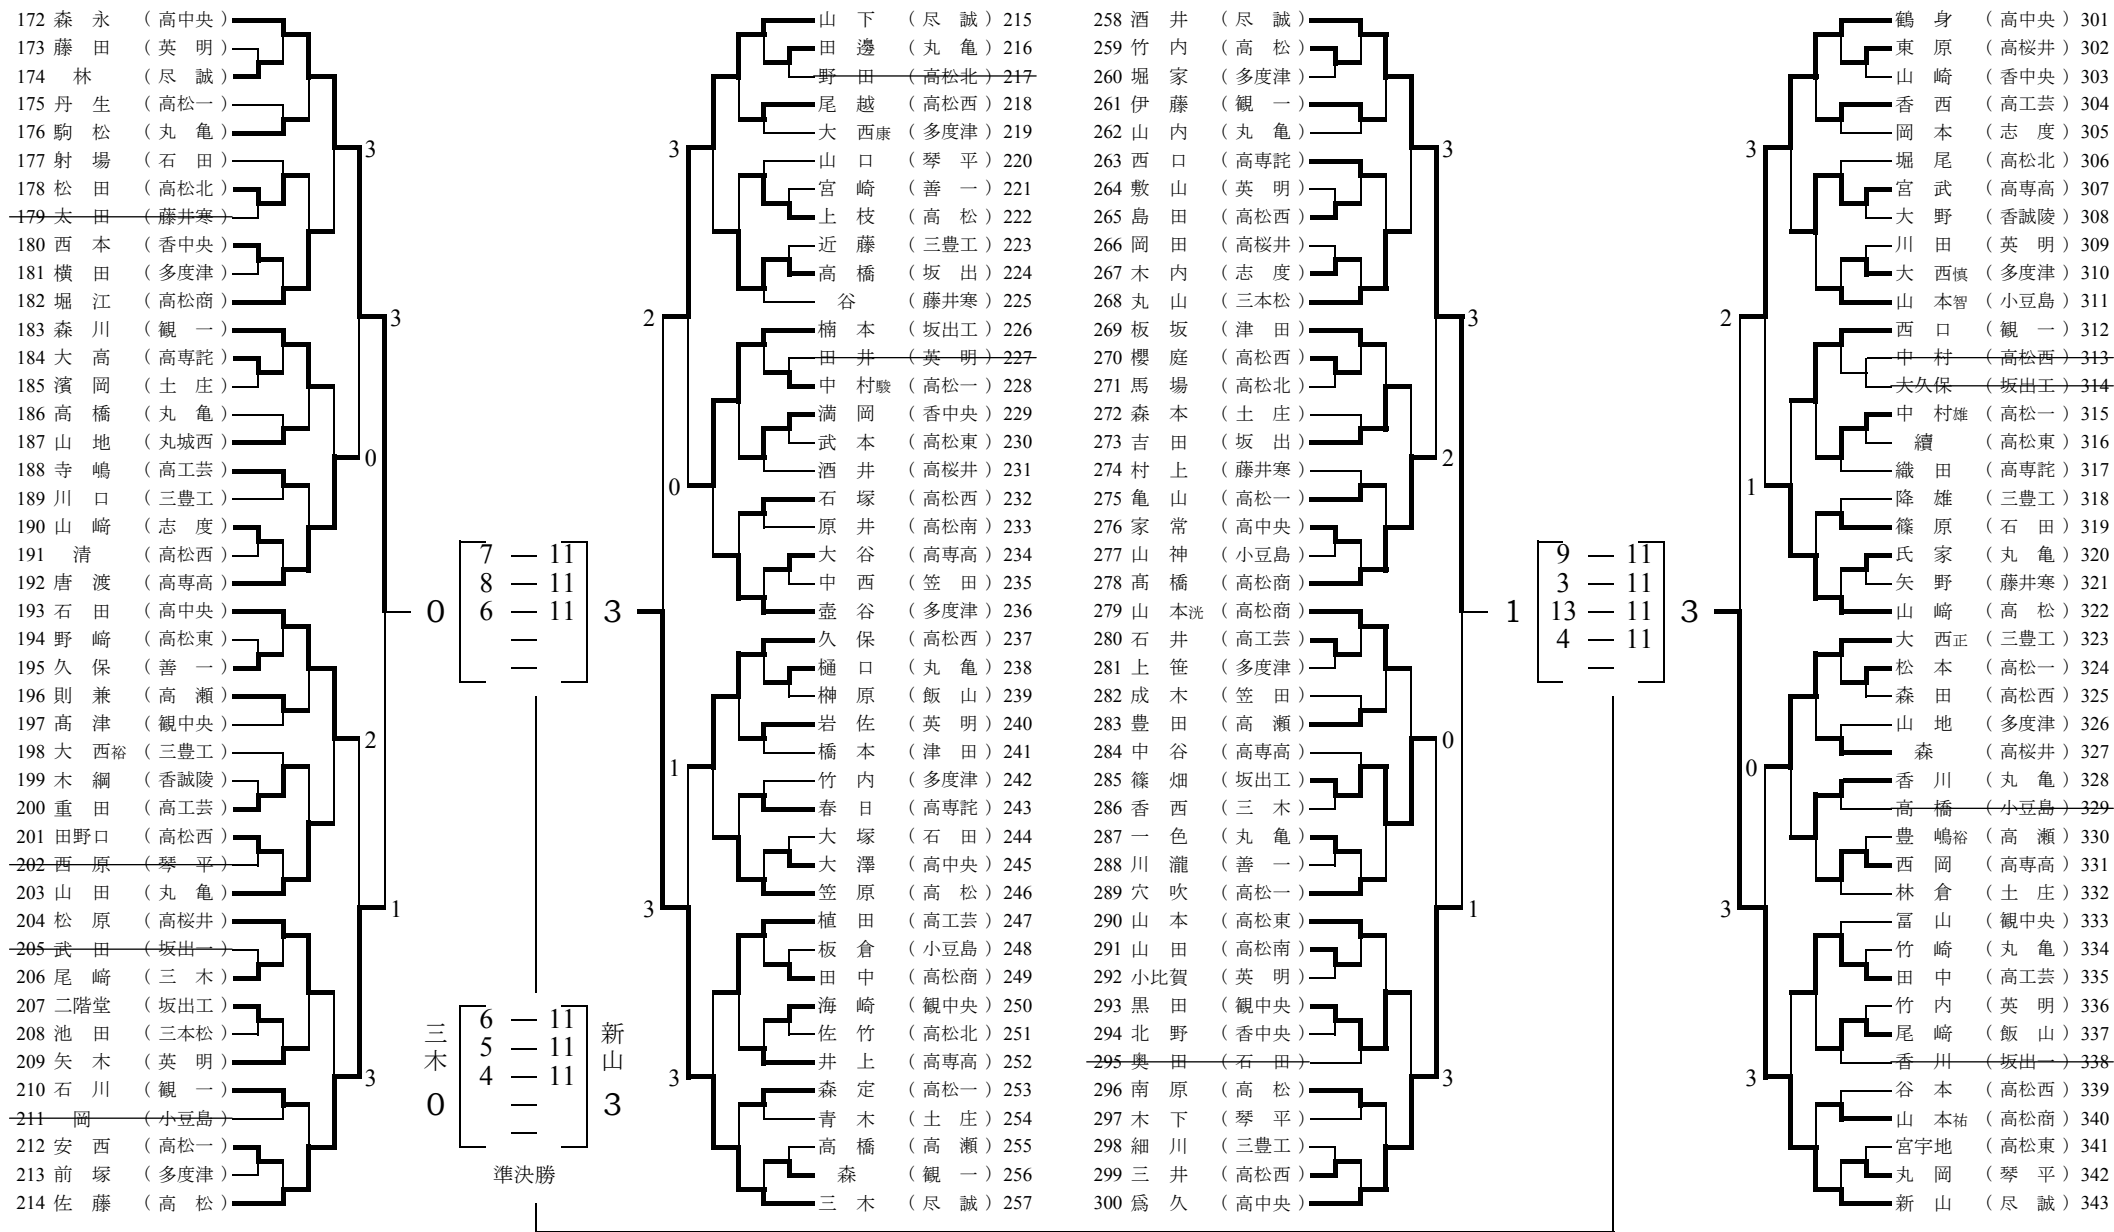 172 森 永 （高中央）
173 藤 田 （英 明）
174 林 （尽 誠）
175 丹 生 （高松一）
176 駒 松 （丸 亀）
177 射 場 （石 田）
178 松 田 （高松北）
179 太 田 （藤井寒）
180 西 本 （香中央）
181 横 田 （多度津）
182 堀 江 （高松商）
183 森 川 （観 一）
184 大 高 （高専詫）
185 濱 岡 （土 庄）
186 高 橋 （丸 亀）
187 山 地 （丸城西）
188 寺 嶋 （高工芸）
189 川 口 （三豊工）
190 山 﨑 （志 度）
191 清 （高松西）
192 唐 渡 （高専高）
193 石 田 （高中央）
194 野 﨑 （高松東）
195 久 保 （善 一）
196 則 兼 （高 瀬）
197 髙 津 （観中央）
198 大 西裕 （三豊工）
199 木 綱 （香誠陵）
200 重 田 （高工芸）
201 田野口 （高松西）
202 西 原 （琴 平）
203 山 田 （丸 亀）
204 松 原 （高桜井）
205 武 田 （坂出一）
206 尾 﨑 （三 木）
207 二階堂 （坂出工）
208 池 田 （三本松）
209 矢 木 （英 明）
210 石 川 （観 一）
211 岡 （小豆島）
212 安 西 （高松一）
213 前 塚 （多度津）
214 佐 藤 （高 松）
3
3
0
2
1
3
0
7 — 11
8 — 11
6 — 11
—
—
3
三木
0
6 — 11
5 — 11
4 — 11
—
—
新山
3
準決勝
3
2
0
1
3
3
山 下 （尽 誠）215
田 邊 （丸 亀）216
野 田 （高松北）217
尾 越 （高松西）218
大 西康 （多度津）219
山 口 （琴 平）220
宮 崎 （善 一）221
上 枝 （高 松）222
近 藤 （三豊工）223
高 橋 （坂 出）224
谷 （藤井寒）225
楠 本 （坂出工）226
田 井 （英 明）227
中 村駿 （高松一）228
満 岡 （香中央）229
武 本 （高松東）230
酒 井 （高桜井）231
石 塚 （高松西）232
原 井 （高松南）233
大 谷 （高専高）234
中 西 （笠 田）235
壺 谷 （多度津）236
久 保 （高松西）237
樋 口 （丸 亀）238
榊 原 （飯 山）239
岩 佐 （英 明）240
橋 本 （津 田）241
竹 内 （多度津）242
春 日 （高専詫）243
大 塚 （石 田）244
大 澤 （高中央）245
笠 原 （高 松）246
植 田 （高工芸）247
板 倉 （小豆島）248
田 中 （高松商）249
海 崎 （観中央）250
佐 竹 （高松北）251
井 上 （高専高）252
森 定 （高松一）253
青 木 （土 庄）254
高 橋 （高 瀬）255
森 （観 一）256
三 木 （尽 誠）257
258 酒 井 （尽 誠）
259 竹 内 （高 松）
260 堀 家 （多度津）
261 伊 藤 （観 一）
262 山 内 （丸 亀）
263 西 口 （高専詫）
264 敷 山 （英 明）
265 島 田 （高松西）
266 岡 田 （高桜井）
267 木 内 （志 度）
268 丸 山 （三本松）
269 板 坂 （津 田）
270 櫻 庭 （高松西）
271 馬 場 （高松北）
272 森 本 （土 庄）
273 吉 田 （坂 出）
274 村 上 （藤井寒）
275 亀 山 （高松一）
276 家 常 （高中央）
277 山 神 （小豆島）
278 髙 橋 （高松商）
279 山 本洸 （高松商）
280 石 井 （高工芸）
281 上 笹 （多度津）
282 成 木 （笠 田）
283 豊 田 （高 瀬）
284 中 谷 （高専高）
285 篠 畑 （坂出工）
286 香 西 （三 木）
287 一 色 （丸 亀）
288 川 瀧 （善 一）
289 穴 吹 （高松一）
290 山 本 （高松東）
291 山 田 （高松南）
292 小比賀 （英 明）
293 黒 田 （観中央）
294 北 野 （香中央）
295 奥 田 （石 田）
296 南 原 （高 松）
297 木 下 （琴 平）
298 細 川 （三豊工）
299 三 井 （高松西）
300 爲 久 （高中央）
3
3
2
0
1
3
1
9 — 11
3 — 11
13 — 11
4 — 11
—
3
3
2
1
0
3
3
鶴 身 （高中央）301
東 原 （高桜井）302
山 崎 （香中央）303
香 西 （高工芸）304
岡 本 （志 度）305
堀 尾 （高松北）306
宮 武 （高専高）307
大 野 （香誠陵）308
川 田 （英 明）309
大 西慎 （多度津）310
山 本智 （小豆島）311
西 口 （観 一）312
中 村 （高松西）313
大久保 （坂出工）314
中 村雄 （高松一）315
續 （高松東）316
織 田 （高専詫）317
降 雄 （三豊工）318
篠 原 （石 田）319
氏 家 （丸 亀）320
矢 野 （藤井寒）321
山 﨑 （高 松）322
大 西正 （三豊工）323
松 本 （高松一）324
森 田 （高松西）325
山 地 （多度津）326
森 （高桜井）327
香 川 （丸 亀）328
高 橋 （小豆島）329
豊 嶋裕 （高 瀬）330
西 岡 （高専高）331
林 倉 （土 庄）332
冨 山 （観中央）333
竹 崎 （丸 亀）334
田 中 （高工芸）335
竹 内 （英 明）336
尾 﨑 （飯 山）337
香 川 （坂出一）338
谷 本 （高松西）339
山 本祐 （高松商）340
宮宇地 （高松東）341
丸 岡 （琴 平）342
新 山 （尽 誠）343